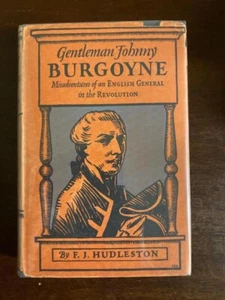 Gentleman Johnny
BURGOYNE
Misadventures of an ENGLISH GENERAL
in the REVOLUTION
By F. J. HUDLESTON